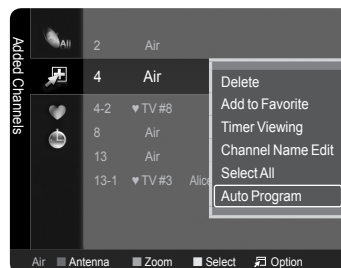 Added Channels
All
2 Air
4 Air
4-2 ♥ TV #8
8 Air
13 Air
13-1 ♥ TV #3 Alice
Delete
Add to Favorite
Timer Viewing
Channel Name Edit
Select All
Auto Program
Air Antenna Zoom Select Option